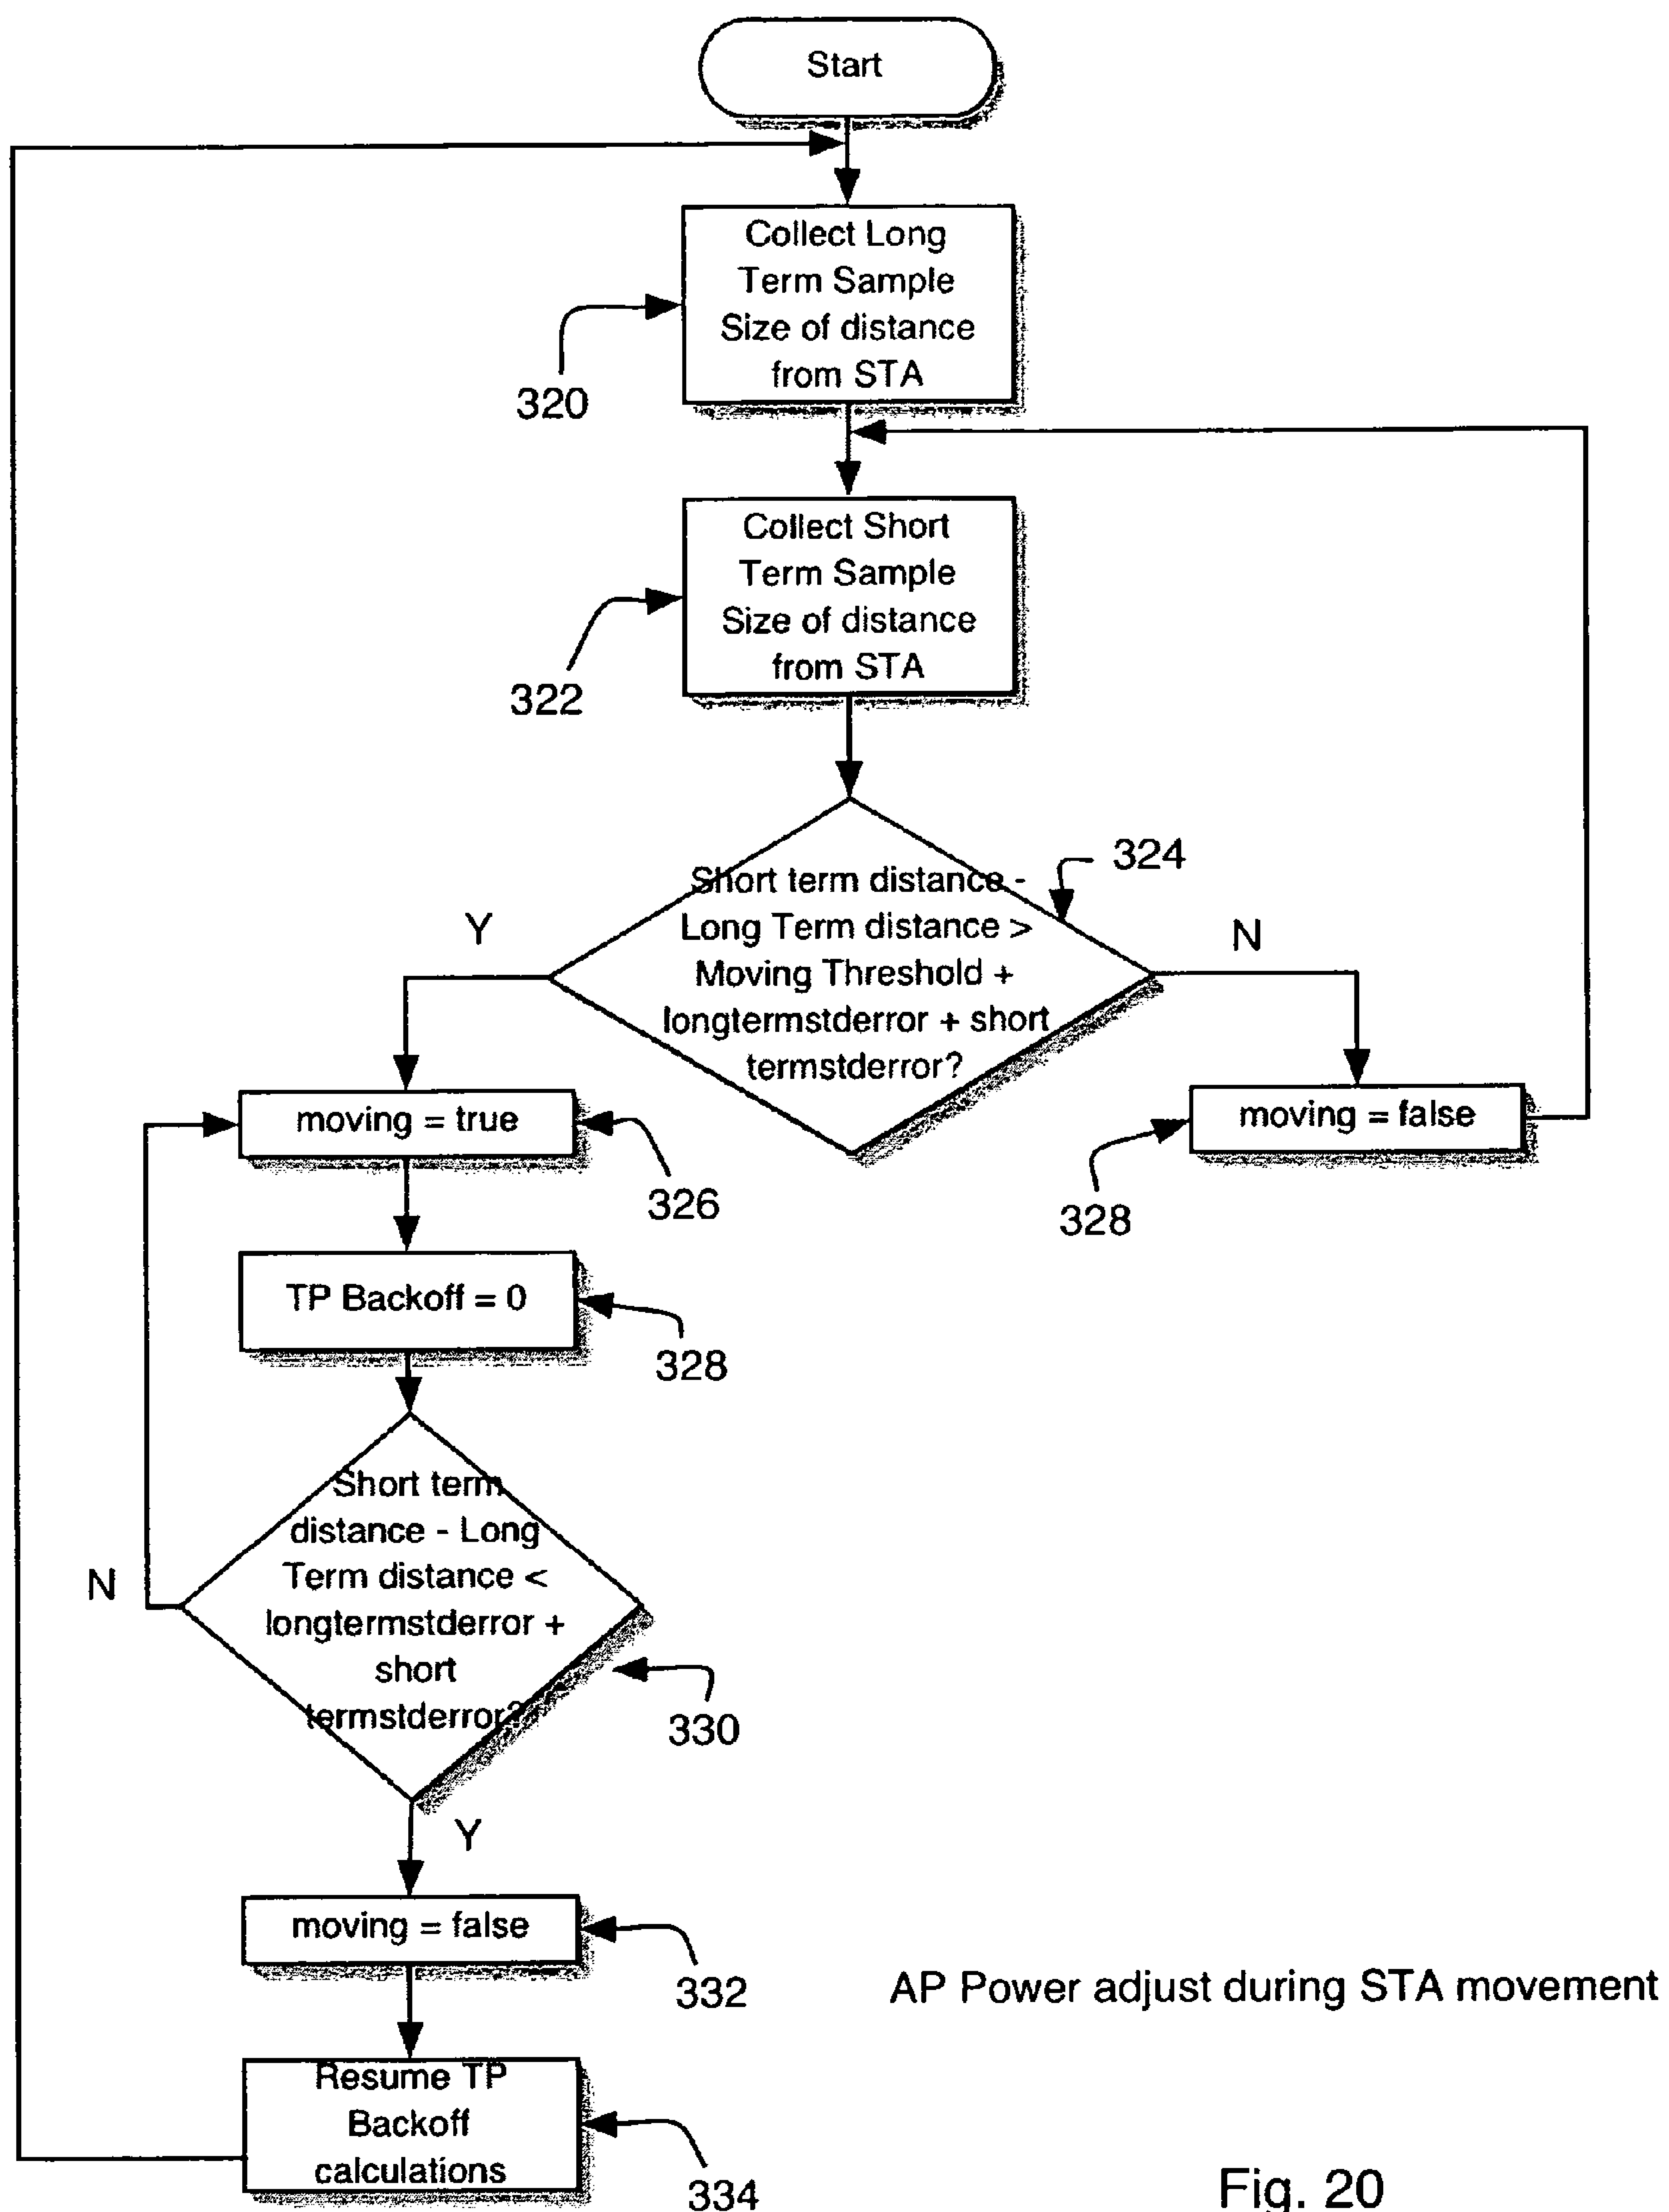 Start
Collect Long
Term Sample
Size of distance
from STA
320
Collect Short
Term Sample
Size of distance
from STA
322
324
Short term distance -
Long Term distance >
Moving Threshold +
longtermstderror + short
termstderror?
Y
N
moving = true
326
moving = false
328
TP Backoff = 0
328
Short term
distance - Long
Term distance <
longtermstderror +
short
termstderror?
N
330
Y
moving = false
332
AP Power adjust during STA movement
Resume TP
Backoff
calculations
334
Fig. 20